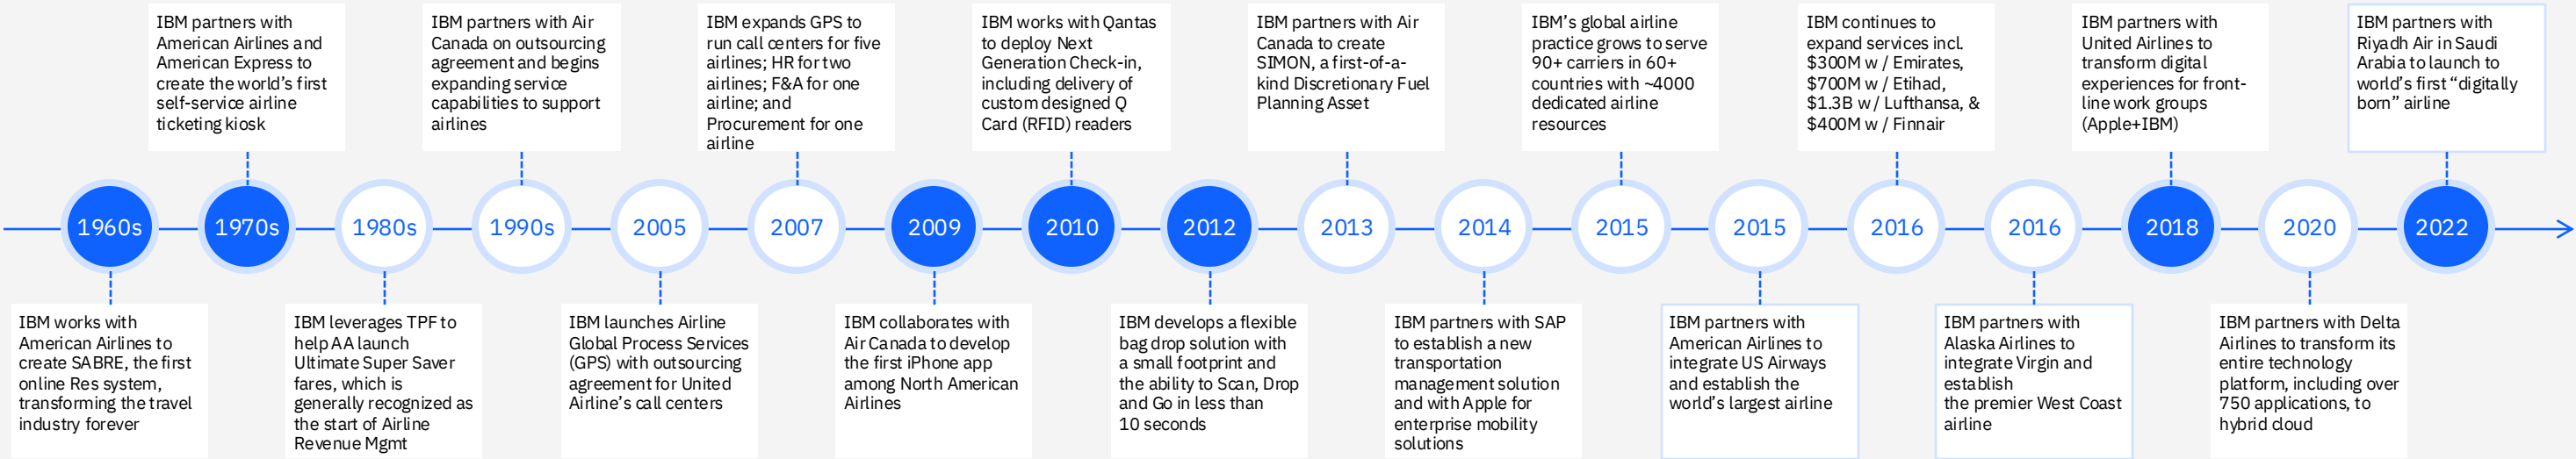 IBM partners with
American Airlines and
American Express to
create the world's first
self-service airline
ticketing kiosk
IBM partners with Air
Canada on outsourcing
agreement and begins
expanding service
capabilities to support
airlines
IBM expands GPS to
run call centers for five
airlines; HR for two
airlines; F&A for one
airline; and
Procurement for one
airline
IBM works with Qantas
to deploy Next
Generation Check-in,
including delivery of
custom designed Q
Card (RFID) readers
IBM partners with Air
Canada to create
SIMON, a first-of-a-
kind Discretionary Fuel
Planning Asset
IBM's global airline
practice grows to serve
90+ carriers in 60+
countries with ~4000
dedicated airline
resources
IBM continues to
expand services incl.
$300M w / Emirates,
$700M w / Etihad,
$1.3B w / Lufthansa, &
$400M w / Finnair
IBM partners with
United Airlines to
transform digital
experiences for front-
line work groups
(Apple+IBM)
IBM partners with
Riyadh Air in Saudi
Arabia to launch to
world's first “digitally
born” airline
1960s
1970s
1980s
1990s
2005
2007
2009
2010
2012
2013
2014
2015
2015
2016
2016
2018
2020
2022
IBM works with
American Airlines to
create SABRE, the first
online Res system,
transforming the travel
industry forever
IBM leverages TPF to
help AA launch
Ultimate Super Saver
fares, which is
generally recognized as
the start of Airline
Revenue Mgmt
IBM launches Airline
Global Process Services
(GPS) with outsourcing
agreement for United
Airline's call centers
IBM collaborates with
Air Canada to develop
the first iPhone app
among North American
Airlines
IBM develops a flexible
bag drop solution with
a small footprint and
the ability to Scan, Drop
and Go in less than
10 seconds
IBM partners with SAP
to establish a new
transportation
management solution
and with Apple for
enterprise mobility
solutions
IBM partners with
American Airlines to
integrate US Airways
and establish the
world's largest airline
IBM partners with
Alaska Airlines to
integrate Virgin and
establish
the premier West Coast
airline
IBM partners with Delta
Airlines to transform its
entire technology
platform, including over
750 applications, to
hybrid cloud